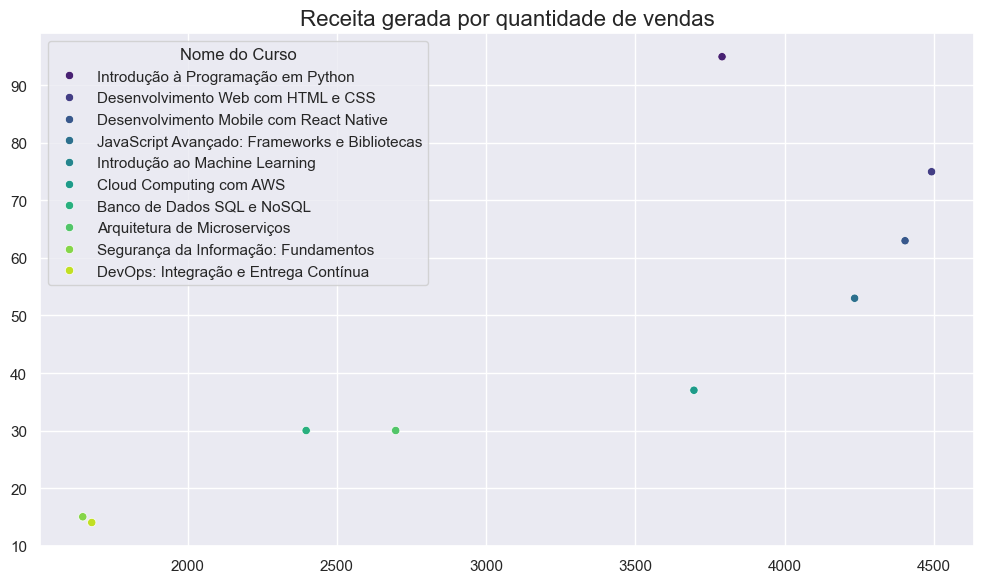 Receita gerada por quantidade de vendas
Nome do Curso
Introdução à Programação em Python
Desenvolvimento Web com HTML e CSS
Desenvolvimento Mobile com React Native
JavaScript Avançado: Frameworks e Bibliotecas
Introdução ao Machine Learning
Cloud Computing com AWS
Banco de Dados SQL e NoSQL
Arquitetura de Microserviços
Segurança da Informação: Fundamentos
DevOps: Integração e Entrega Contínua
90
80
70
60
50
40
30
20
10
2000 2500 3000 3500 4000 4500